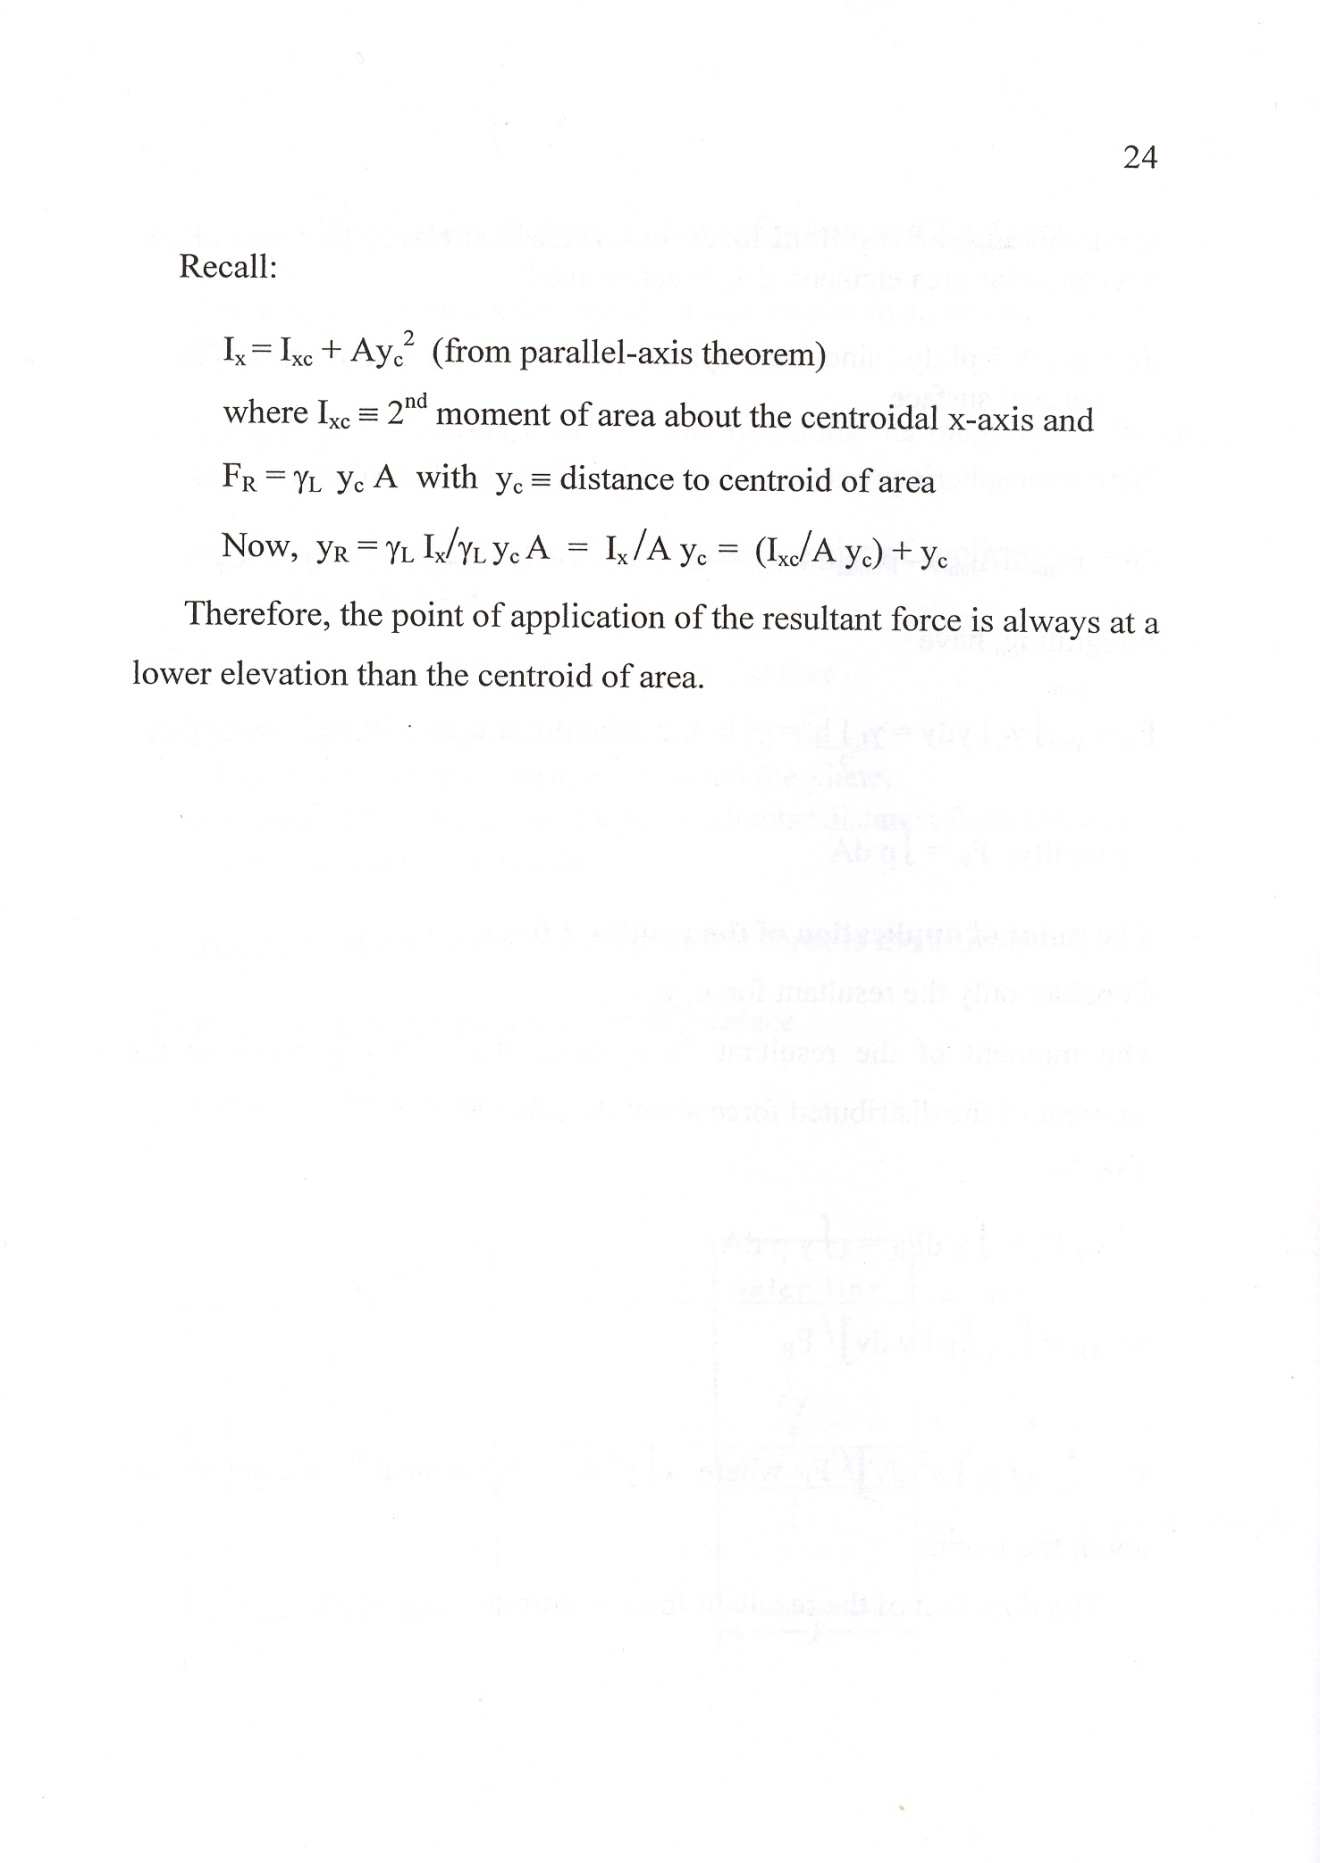 24
Recall:
Iₓ = Iₓc + Ayc² (from parallel-axis theorem)
where Iₓc ≡ 2ⁿᵈ moment of area about the centroidal x-axis and
FR = γL yc A with yc ≡ distance to centroid of area
Now, yR = γL Iₓ/γL yc A = Iₓ/A yc = (Iₓc/A yc) + yc
Therefore, the point of application of the resultant force is always at a
lower elevation than the centroid of area.